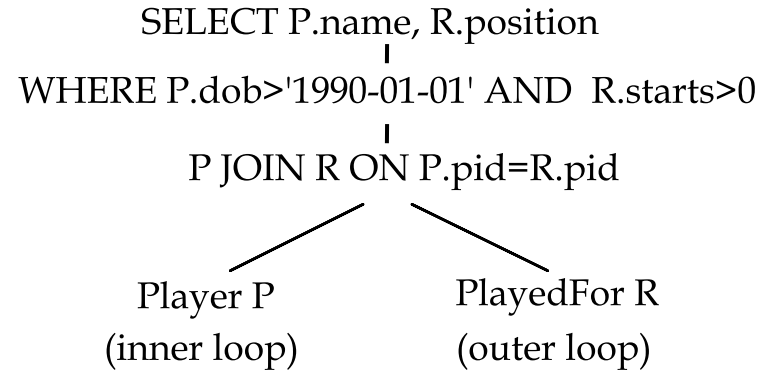 SELECT P.name, R.position
WHERE P.dob>'1990-01-01' AND R.starts>0
P JOIN R ON P.pid=R.pid
Player P
(inner loop)
PlayedFor R
(outer loop)